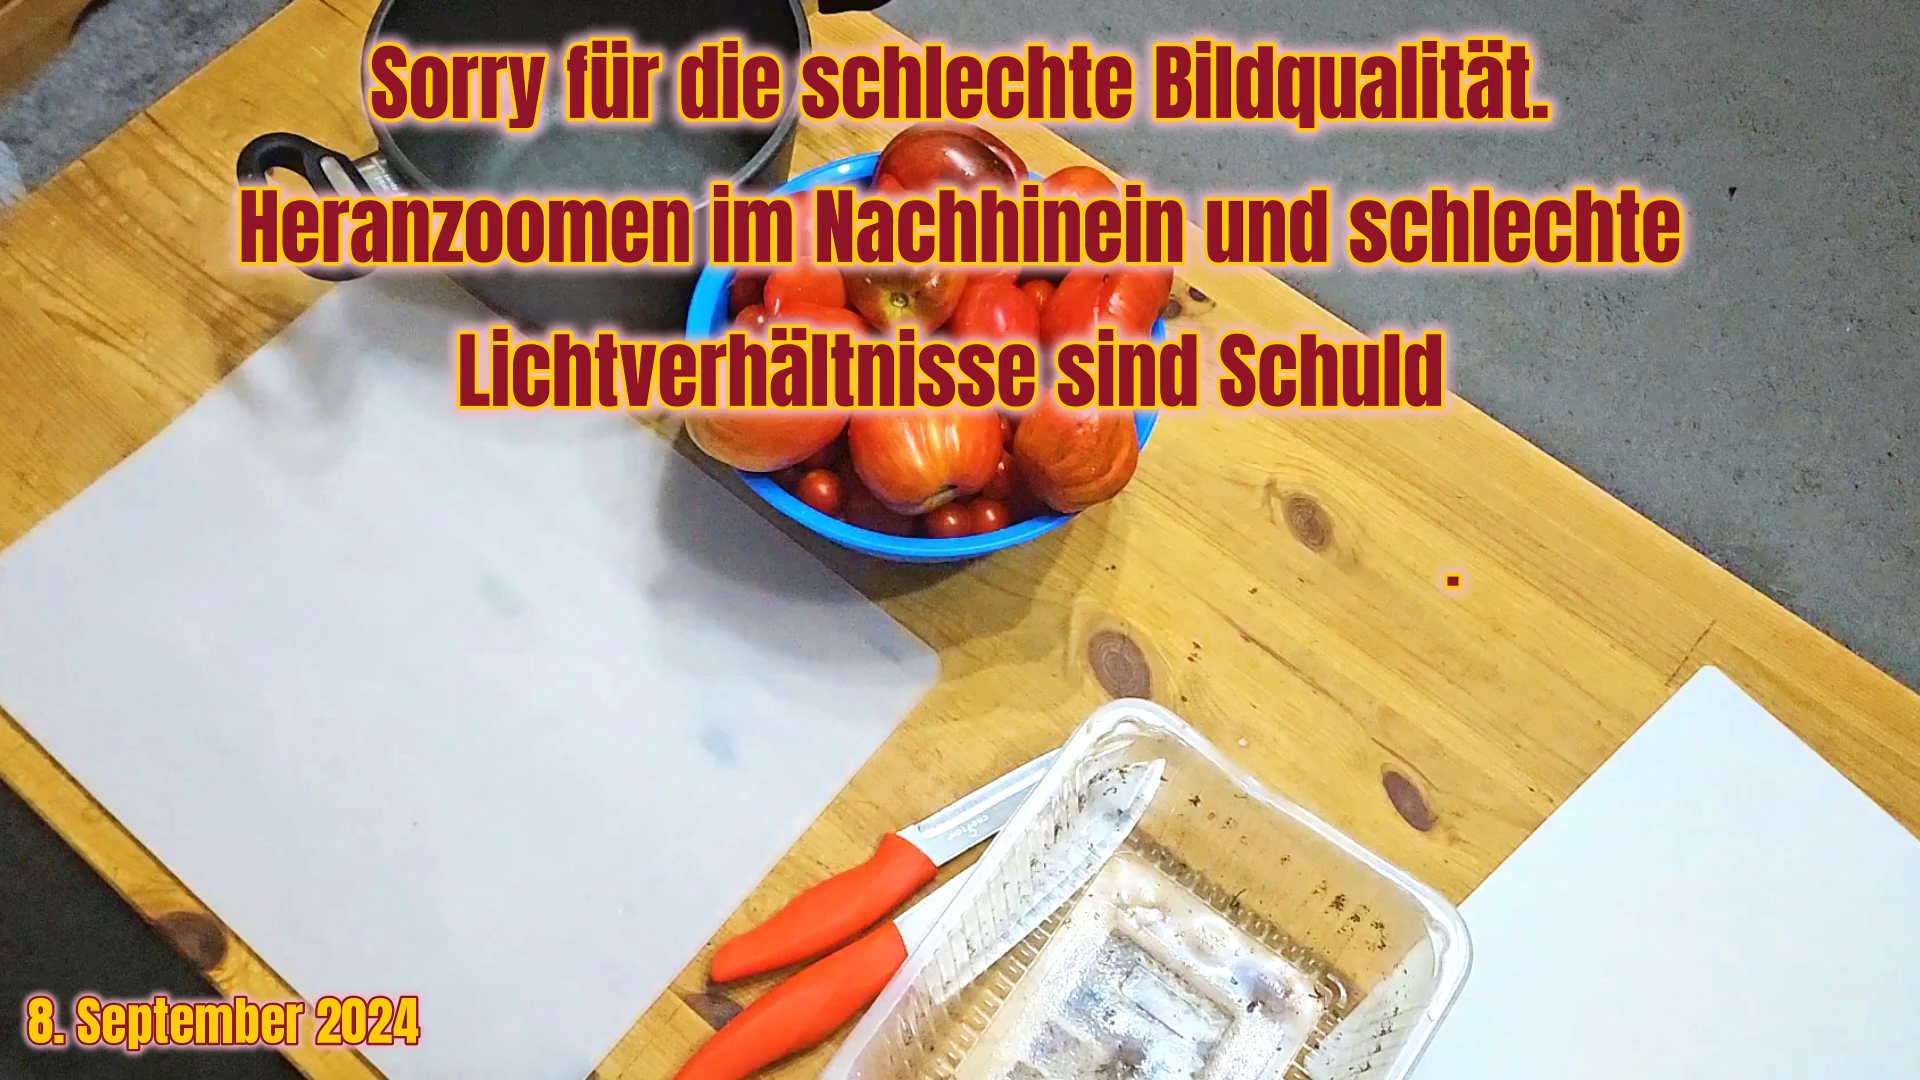 Sorry für die schlechte Bildqualität.
Heranzoomen im Nachhinein und schlechte
Lichtverhältnisse sind Schuld
.
8. September 2024